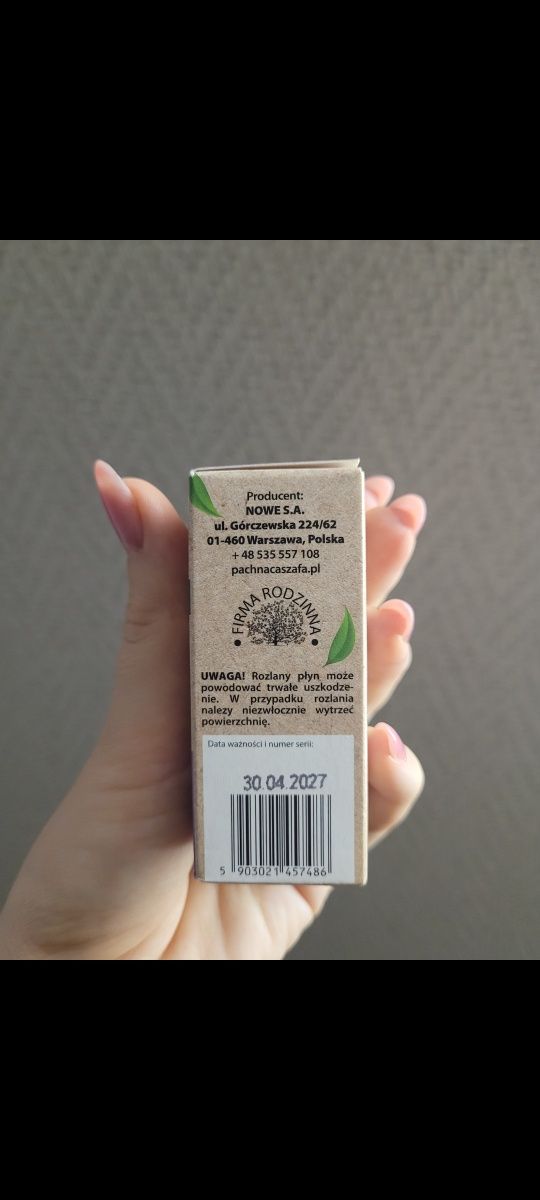 Producent:
NOWE S.A.
ul. Górczewska 224/62
01-460 Warszawa, Polska
+ 48 535 557 108
pachnacaszafa.pl
• FIRMA RODZINNA •
UWAGA! Rozlany płyn może
powodować trwałe uszkodze-
nie. W przypadku rozlania
nalezy niezwłocznie wytrzeć
powierzchnię.
Data ważności i numer serii:
30.04.2027
5 903021 457486